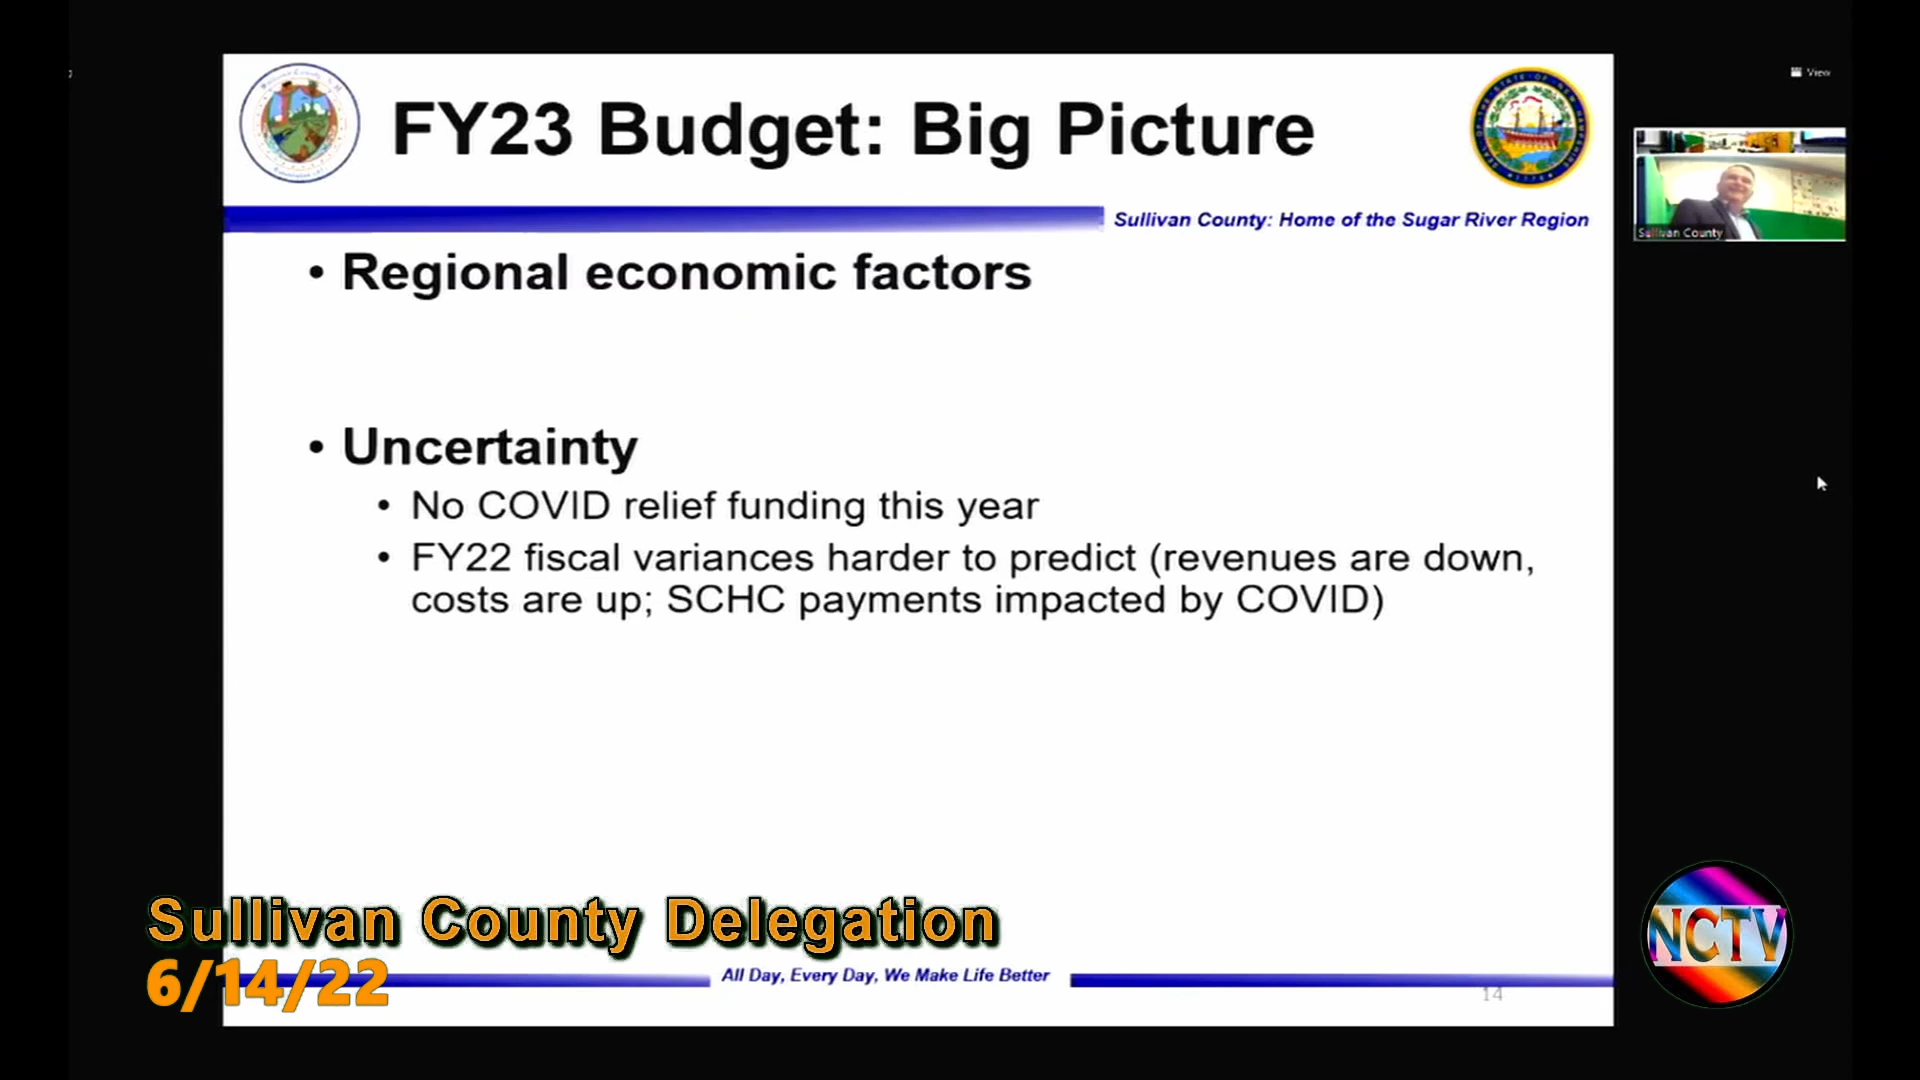 FY23 Budget: Big Picture
View
Sullivan County: Home of the Sugar River Region
Sullivan County
• Regional economic factors
• Uncertainty
• No COVID relief funding this year
• FY22 fiscal variances harder to predict (revenues are down,
costs are up; SCHC payments impacted by COVID)
Sullivan County Delegation
6/14/22
All Day, Every Day, We Make Life Better
14
NCTV